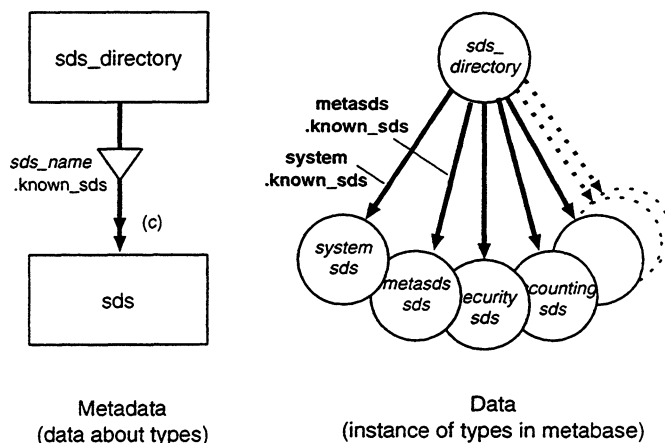 sds_directory
sds_name
.known_sds
(c)
sds
Metadata
(data about types)
sds_
directory
metasds
.known_sds
system
.known_sds
system
sds
metasds
sds
ecurity
sds
counting
sds
Data
(instance of types in metabase)